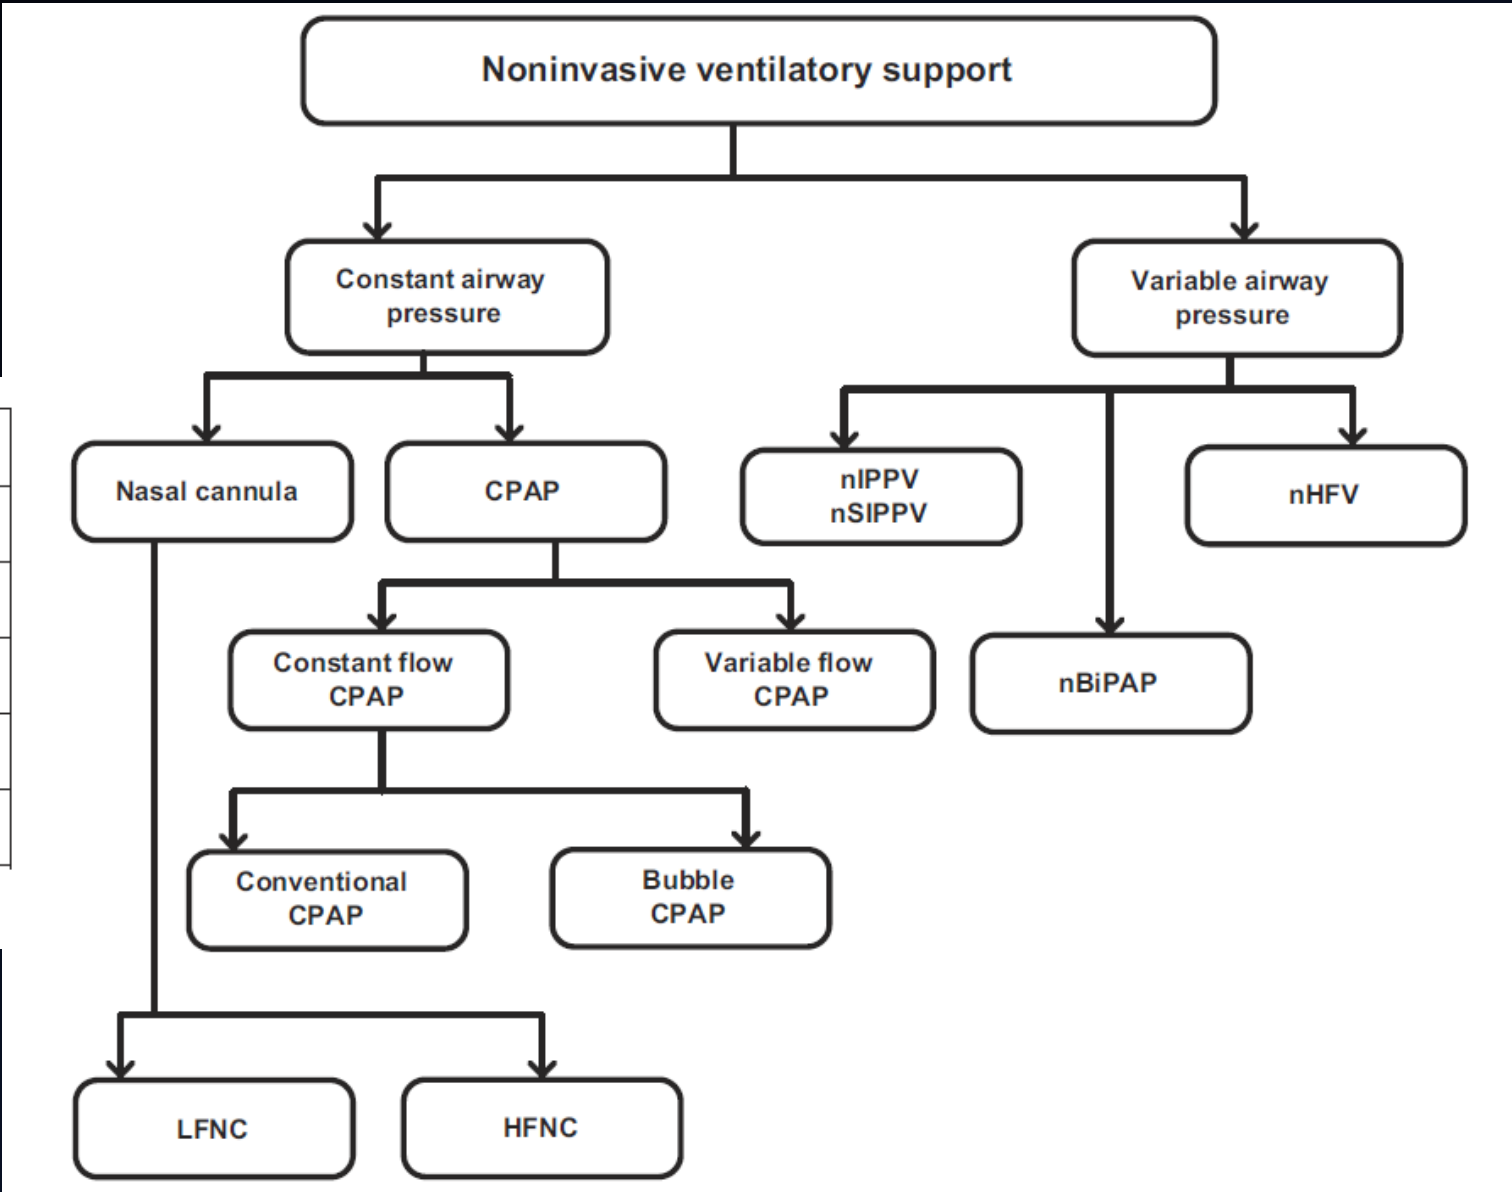 Noninvasive ventilatory support
Constant airway
pressure
Variable airway
pressure
Nasal cannula
CPAP
nIPPV
nSIPPV
nHFV
Constant flow
CPAP
Variable flow
CPAP
nBiPAP
Conventional
CPAP
Bubble
CPAP
LFNC
HFNC